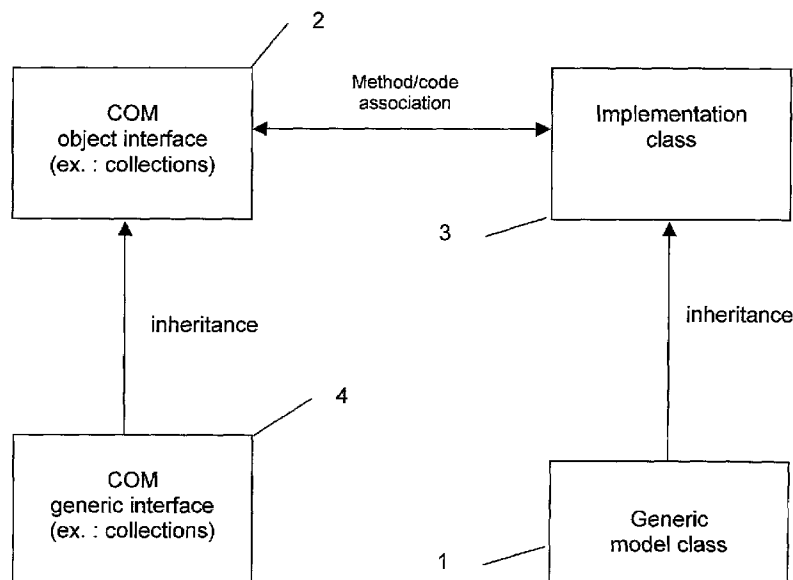 2
COM
object interface
(ex. : collections)
Method/code
association
Implementation
class
3
inheritance
inheritance
4
COM
generic interface
(ex. : collections)
Generic
model class
1